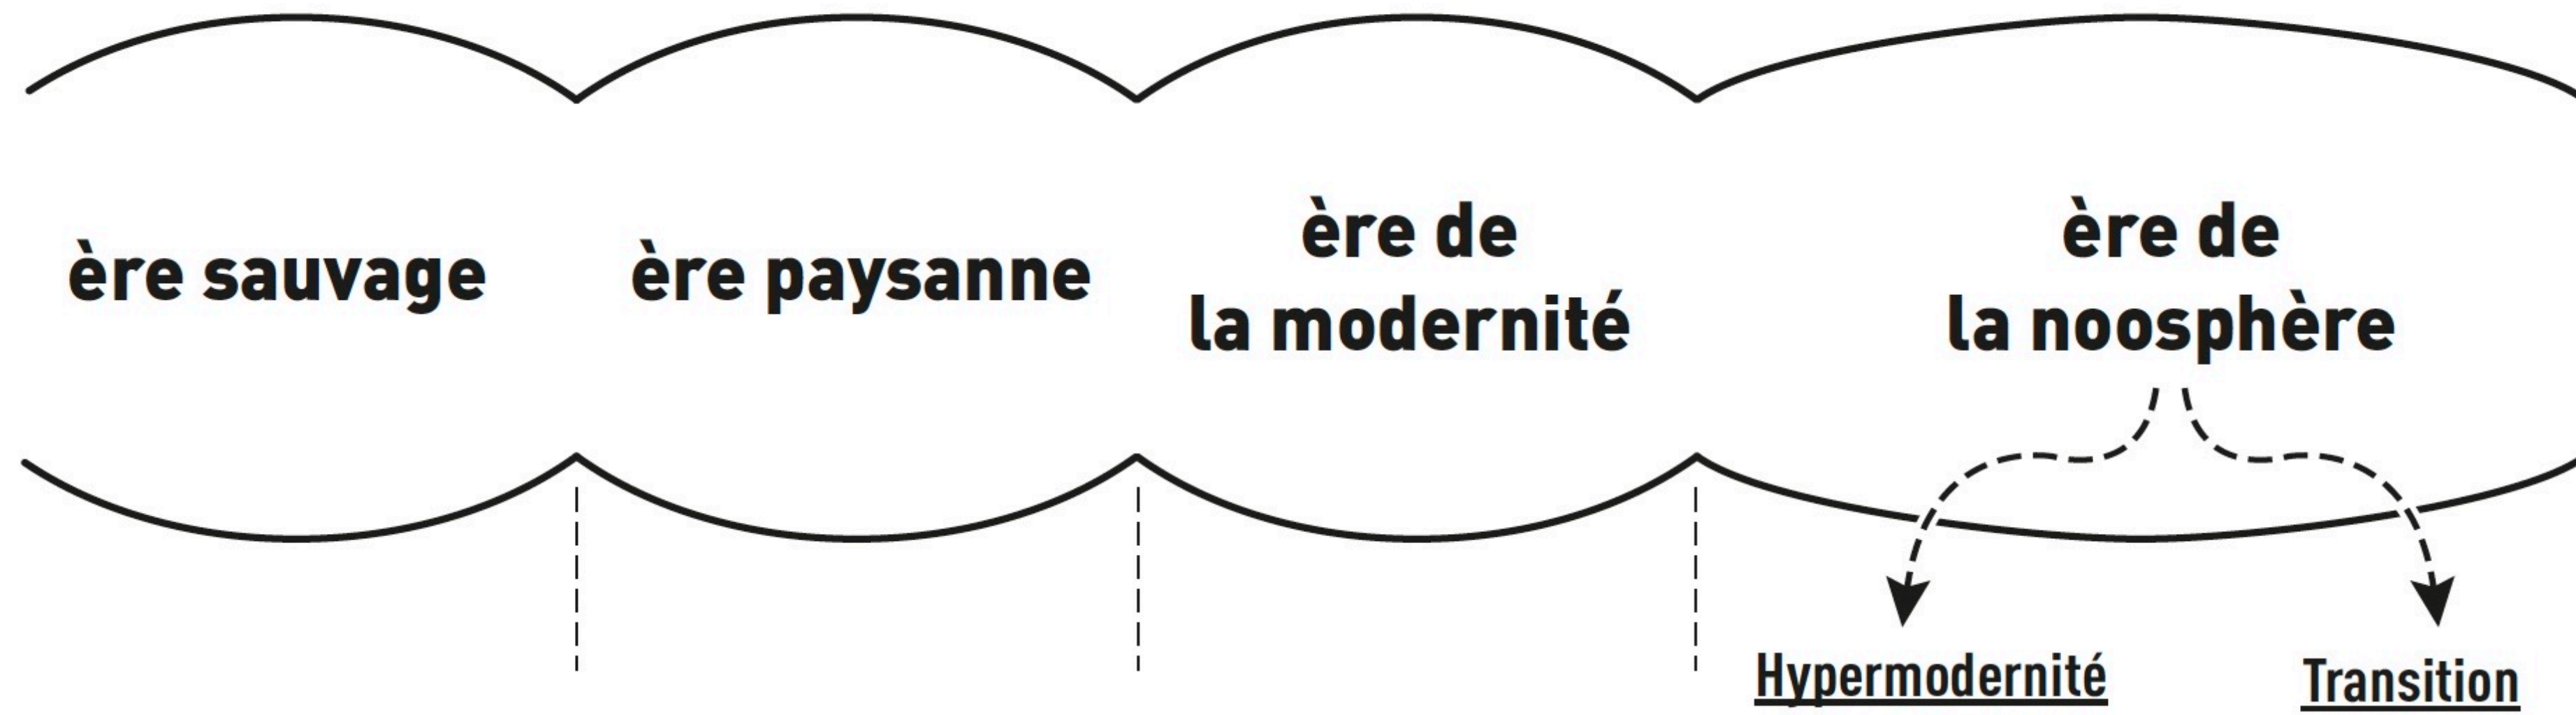 ère sauvage
ère paysanne
ère de
la modernité
ère de
la noosphère
Hypermodernité
Transition